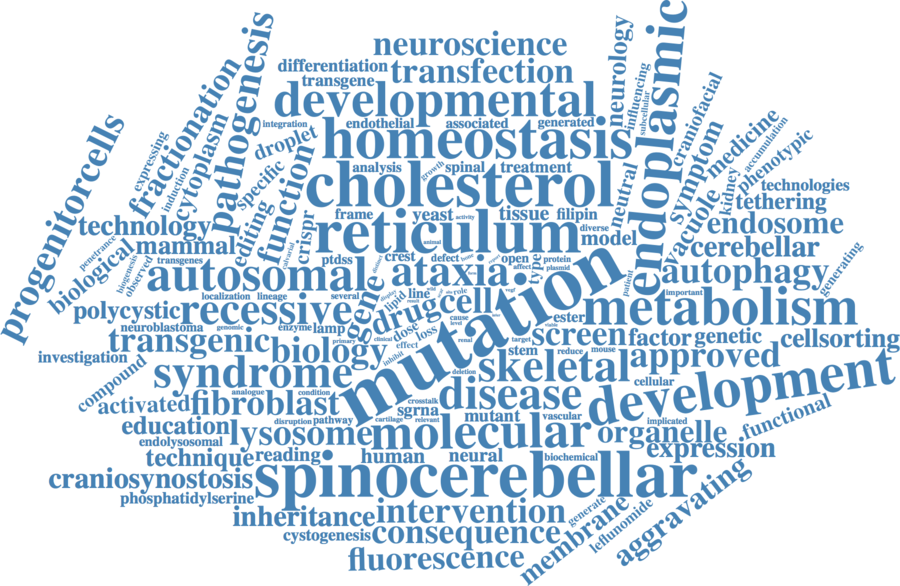 neuroscience
differentiation
transfection
transgene
developmental
integration
endothelial
associated
generated
homeostasis
droplet
analysis
growth
spinal
treatment
cholesterol
specific
frame
yeast
activity
tissue
filipin
diverse
reticulum
model
neurology
influencing
subcellular
endoplasmic
craniofacial
symptom
medicine
accumulation
phenotypic
kidney
vacuole
neutral
technologies
tethering
endosome
cerebellar
generating
pathogenesis
fractionation
cytoplasm
expressing
induction
progenitorcells
function
editing
crispr
calvarial
technology
penetrance
biological
mammal
transgenes
biogenesis
observed
autosomal
ptdss
crest
animal
defect
open
type
protein
affect
plasmid
ataxia
autophagy
patient
important
localization
lineage
several
polycystic
recessive
gene
lipid
line
role
cell
drug
metabolism
neuroblastoma
genomic
enzyme
lamp
dose
cause
level
loss
effect
clinical
primary
inhibit
renal
ester
viable
target
screen
factor
genetic
cellsorting
transgenic
biology
mutation
investigation
stem
reduce
mouse
approved
syndrome
skeletal
deletion
cellular
compound
analogue
condition
disease
development
activated
fibroblast
crosstalk
sgrna
mutant
vascular
implicated
functional
disruption
pathway
cartilage
relevant
education
endolysosomal
lysosome
molecular
organelle
expression
technique
reading
human
neural
biochemical
craniosynostosis
spinocerebellar
phosphatidylserine
inheritance
intervention
generate
membrane
leflunomide
aggravating
cystogenesis
consequence
fluorescence